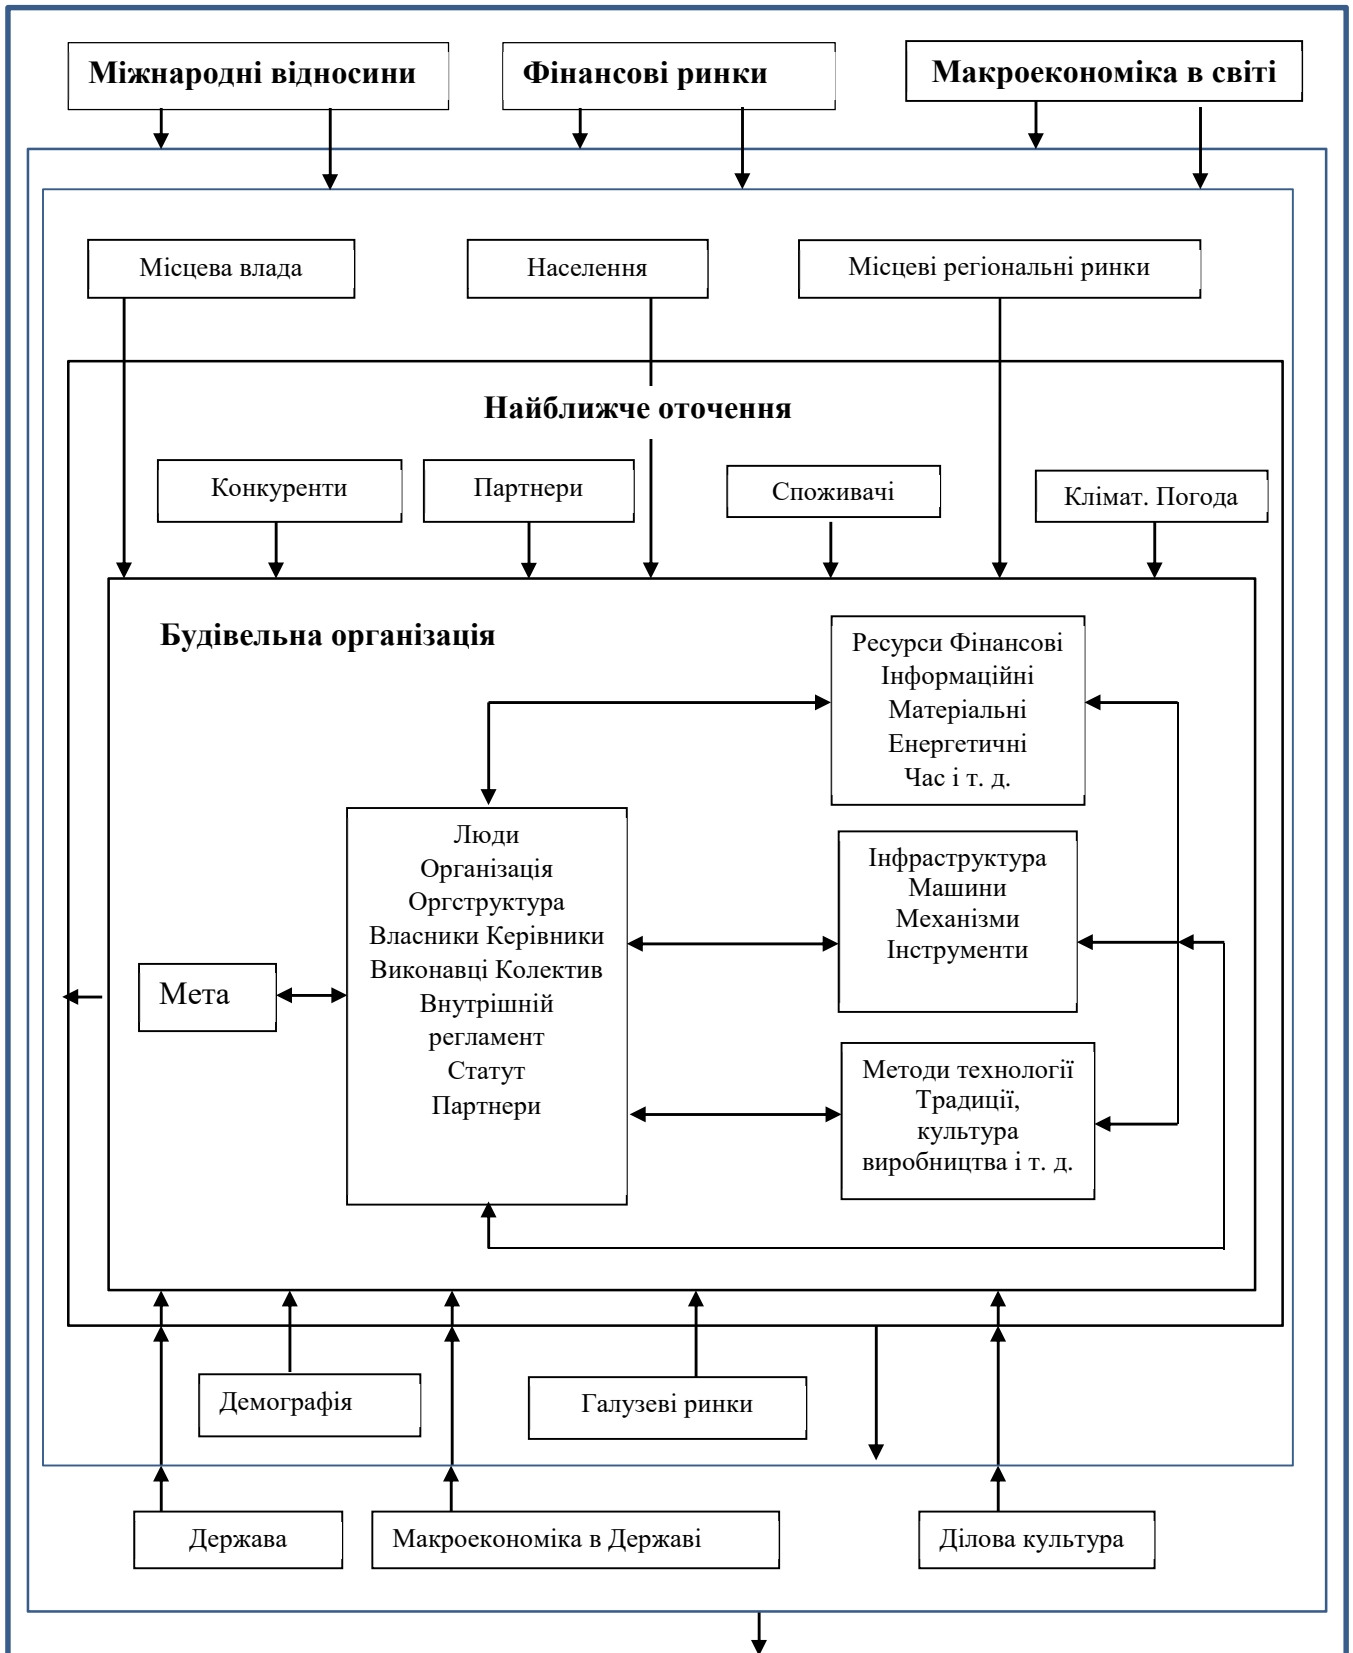 Міжнародні відносини
Фінансові ринки
Макроекономіка в світі
Місцева влада
Населення
Місцеві регіональні ринки
Найближче оточення
Конкуренти
Партнери
Споживачі
Клімат. Погода
Будівельна організація
Ресурси Фінансові
Інформаційні
Матеріальні
Енергетичні
Час і т. д.
Люди
Організація
Оргструктура
Власники Керівники
Виконавці Колектив
Внутрішній
регламент
Статут
Партнери
Інфраструктура
Машини
Механізми
Інструменти
Мета
Методи технології
Традиції,
культура
виробництва і т. д.
Демографія
Галузеві ринки
Держава
Макроекономіка в Державі
Ділова культура